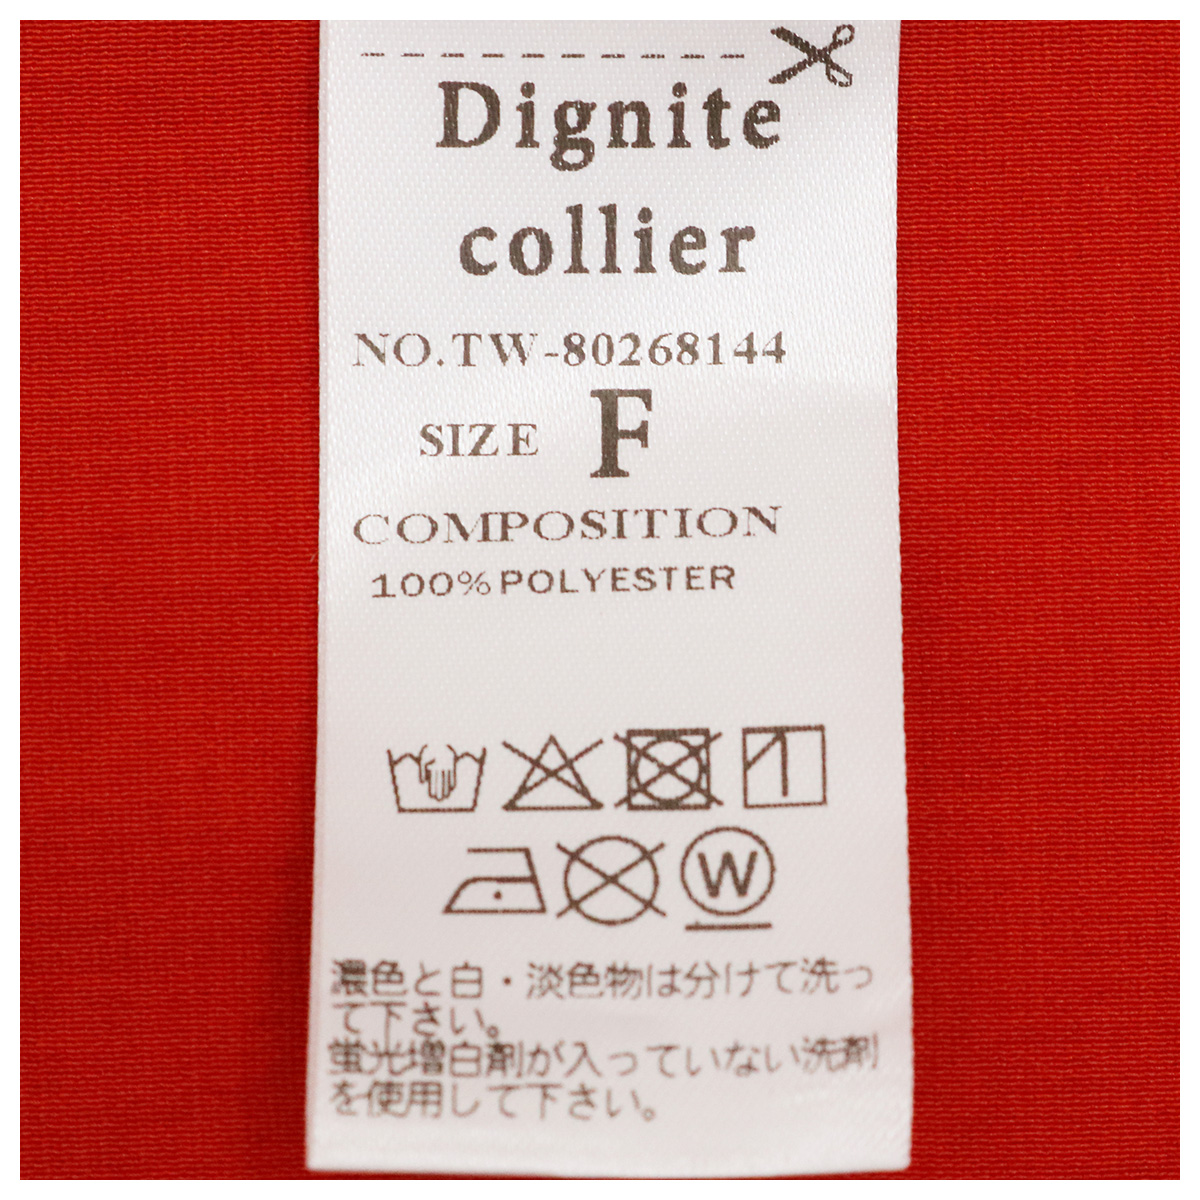 Dignite
collier
NO.TW-80268144
SIZE F
COMPOSITION
100%POLYESTER
W
濃色と白・淡色物は分けて洗っ
て下さい。
蛍光増白剤が入っていない洗剤
を使用して下さい。